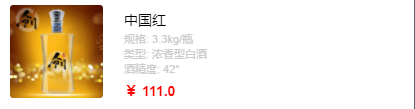 中国红
规格: 3.3kg/瓶
类型: 浓香型白酒
酒精度: 42°
¥ 111.0